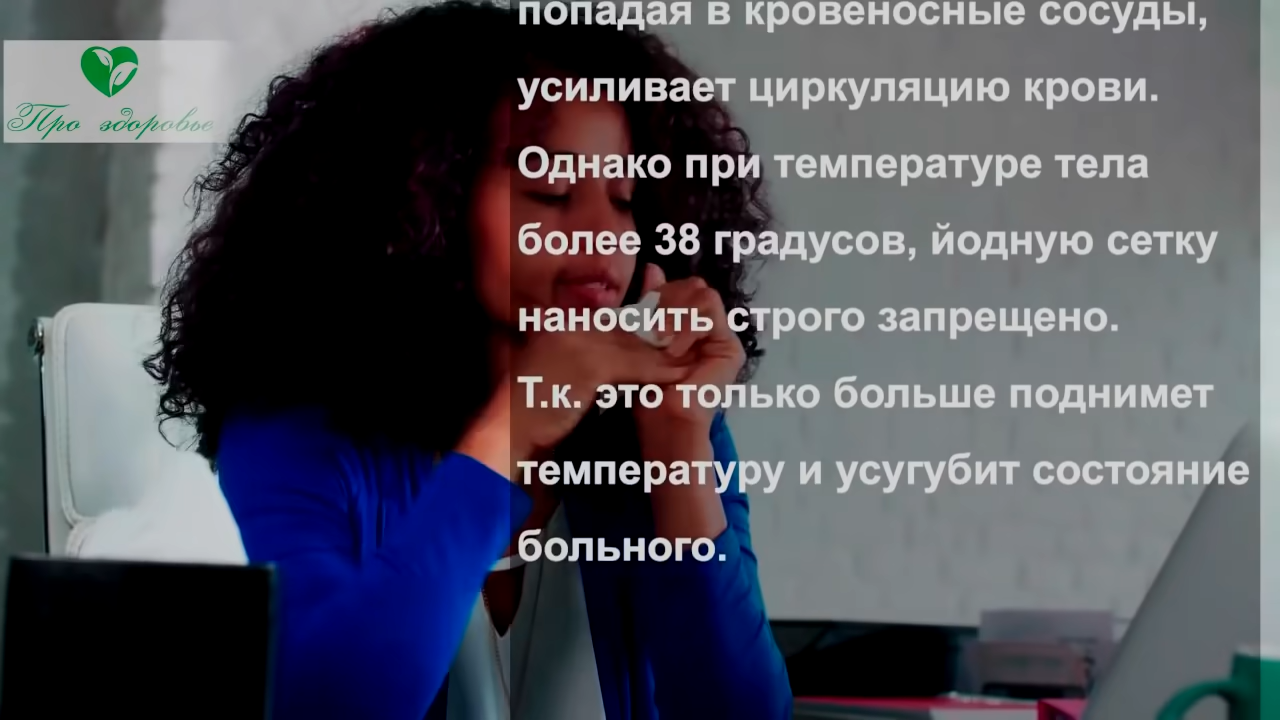 Про здоровье
попадая в кровеносные сосуды,
усиливает циркуляцию крови.
Однако при температуре тела
более 38 градусов, йодную сетку
наносить строго запрещено.
Т.к. это только больше поднимет
температуру и усугубит состояние
больного.